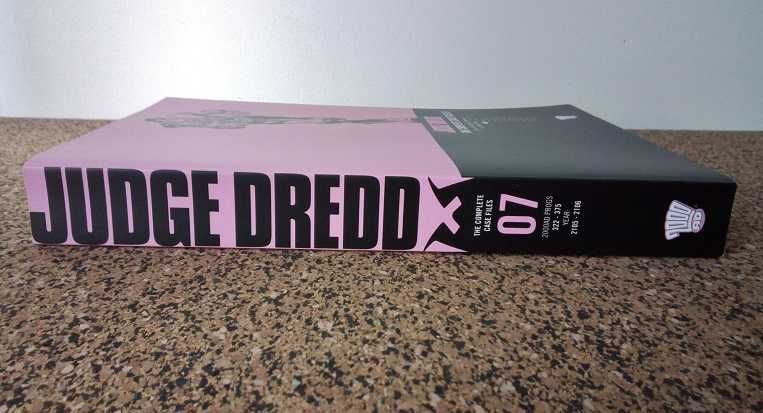 JUDGE DREDD
THE COMPLETE
CASE FILES
07
2000AD PROGS
322 - 375
YEAR:
2105 - 2106